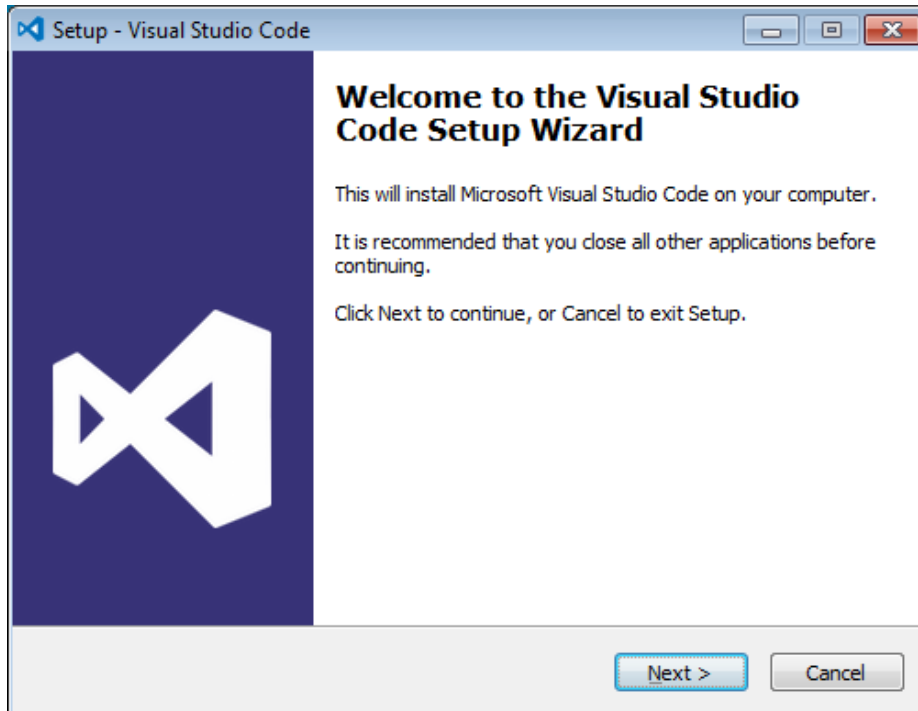 Setup - Visual Studio Code
Welcome to the Visual Studio
Code Setup Wizard
This will install Microsoft Visual Studio Code on your computer.
It is recommended that you close all other applications before
continuing.
Click Next to continue, or Cancel to exit Setup.
Next >
Cancel